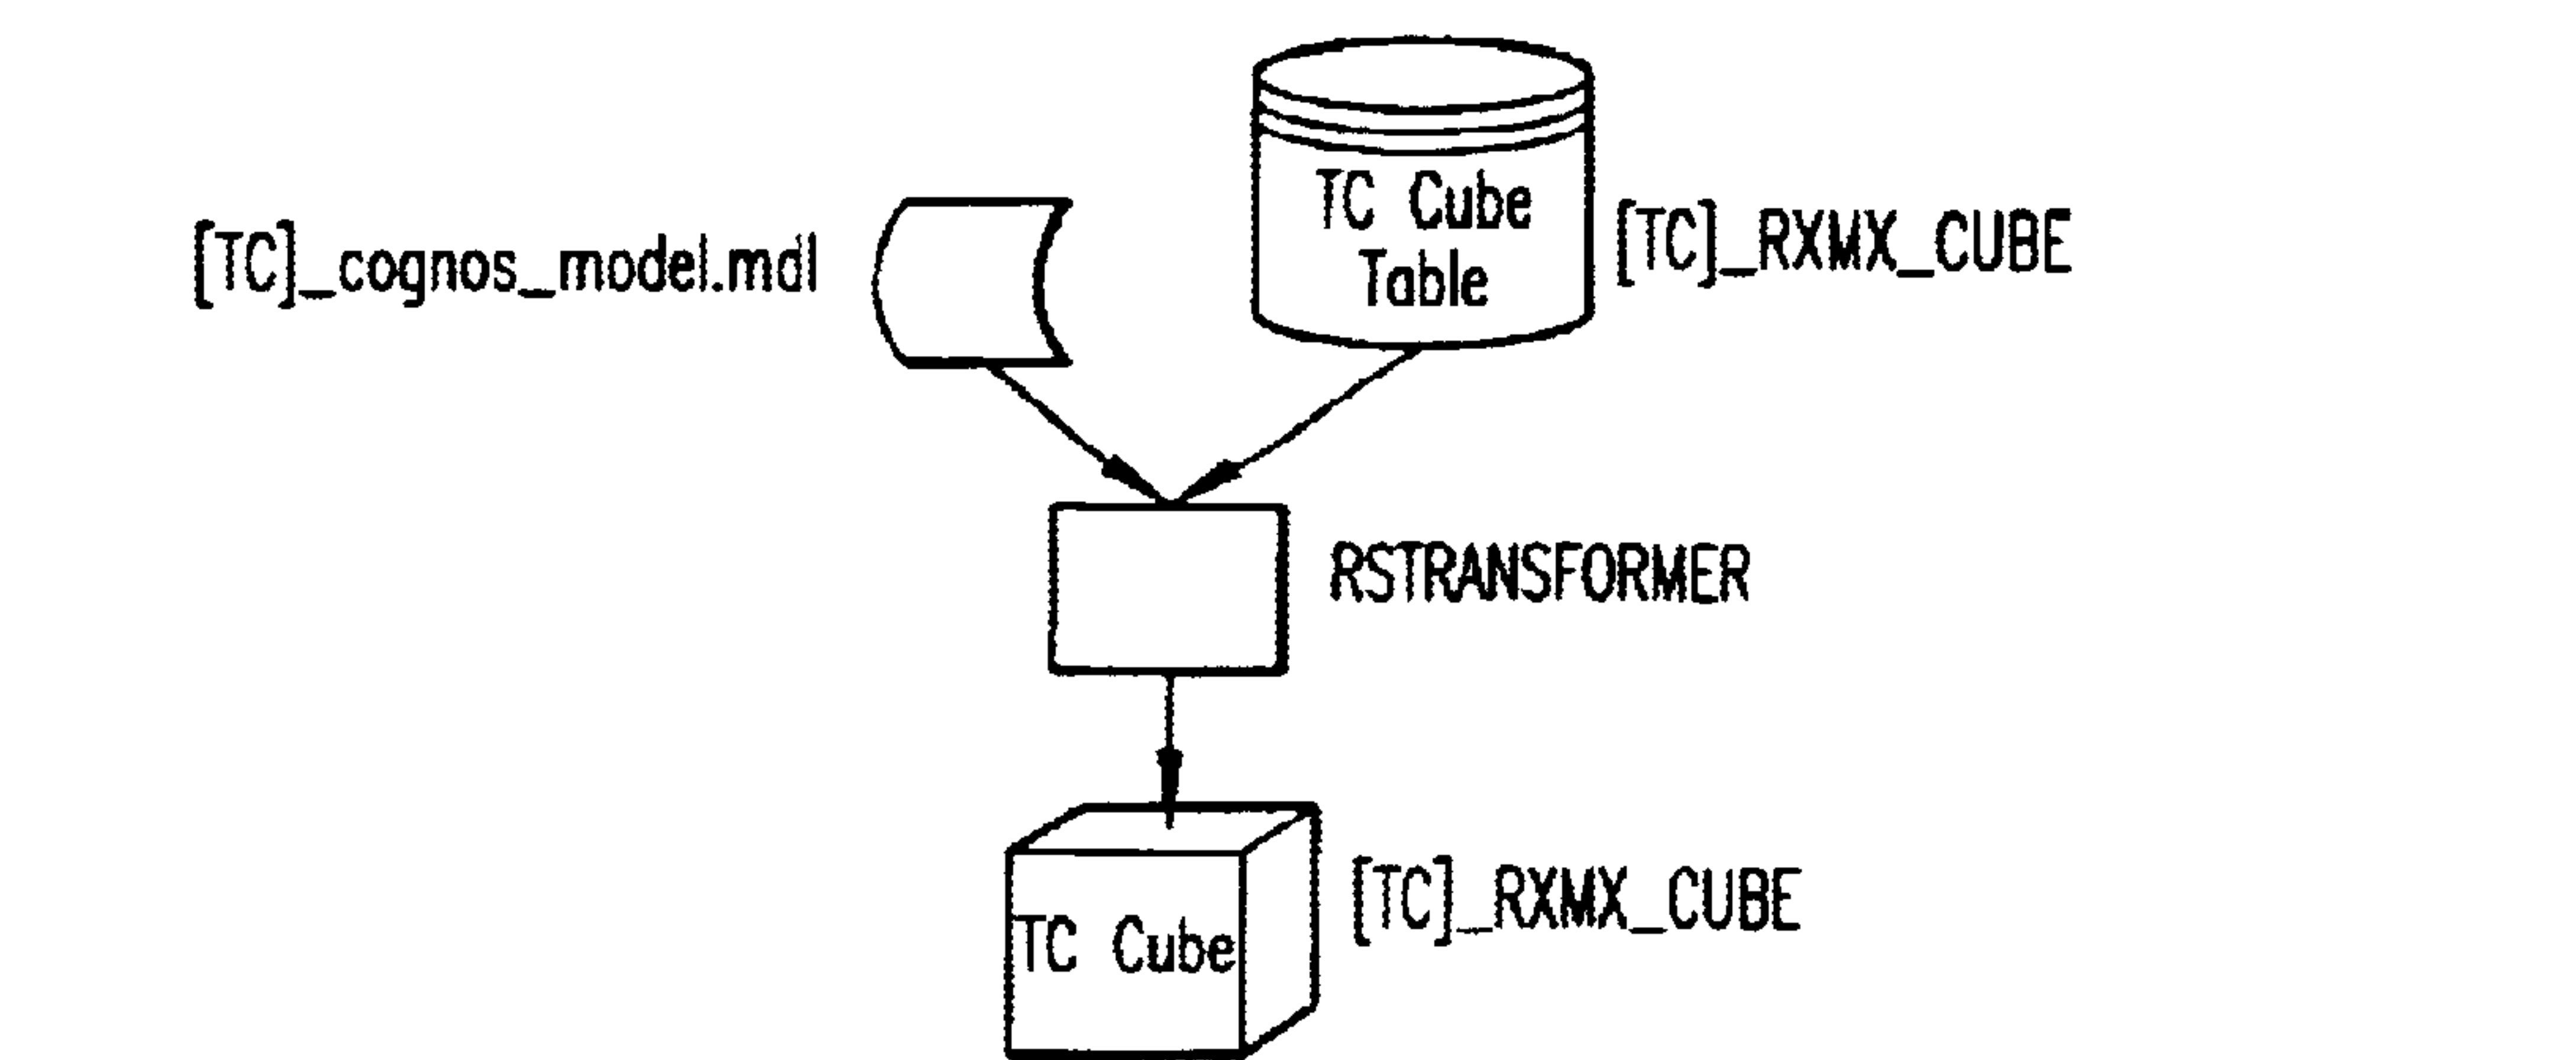 [TC]_cognos_model.mdl
TC Cube
Table
[TC]_RXMX_CUBE
RSTRANSFORMER
TC Cube
[TC]_RXMX_CUBE